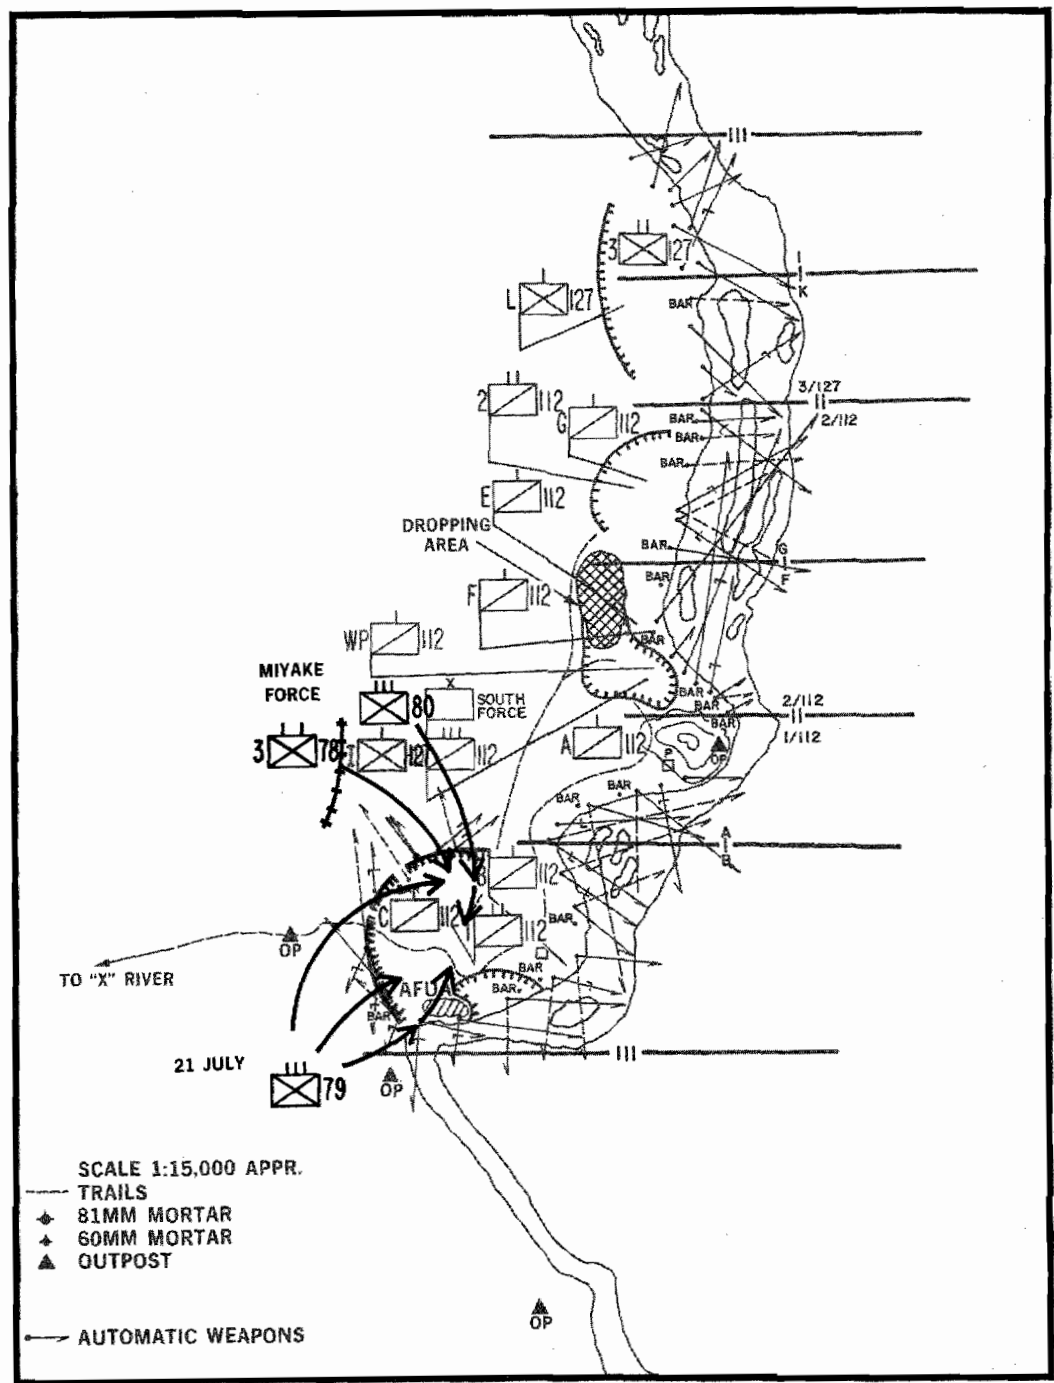 III
3 127
I
K
L 127
BAR
3/127
II
2/112
2 112
G 112
BAR
BAR
BAR
E 112
DROPPING
AREA
BAR
G
I
F
BAR
F 112
BAR
WP 112
MIYAKE
FORCE
80
X
SOUTH
FORCE
BAR
BAR
BAR
2/112
II
1/112
3 78
112
A 112
OP
P
BAR
BAR
A
B
112
C 112
112
BAR
OP
TO "X" RIVER
BAR
BAR
AFUA
BAR
III
21 JULY
79
OP
SCALE 1:15,000 APPR.
TRAILS
81MM MORTAR
60MM MORTAR
OUTPOST
OP
AUTOMATIC WEAPONS